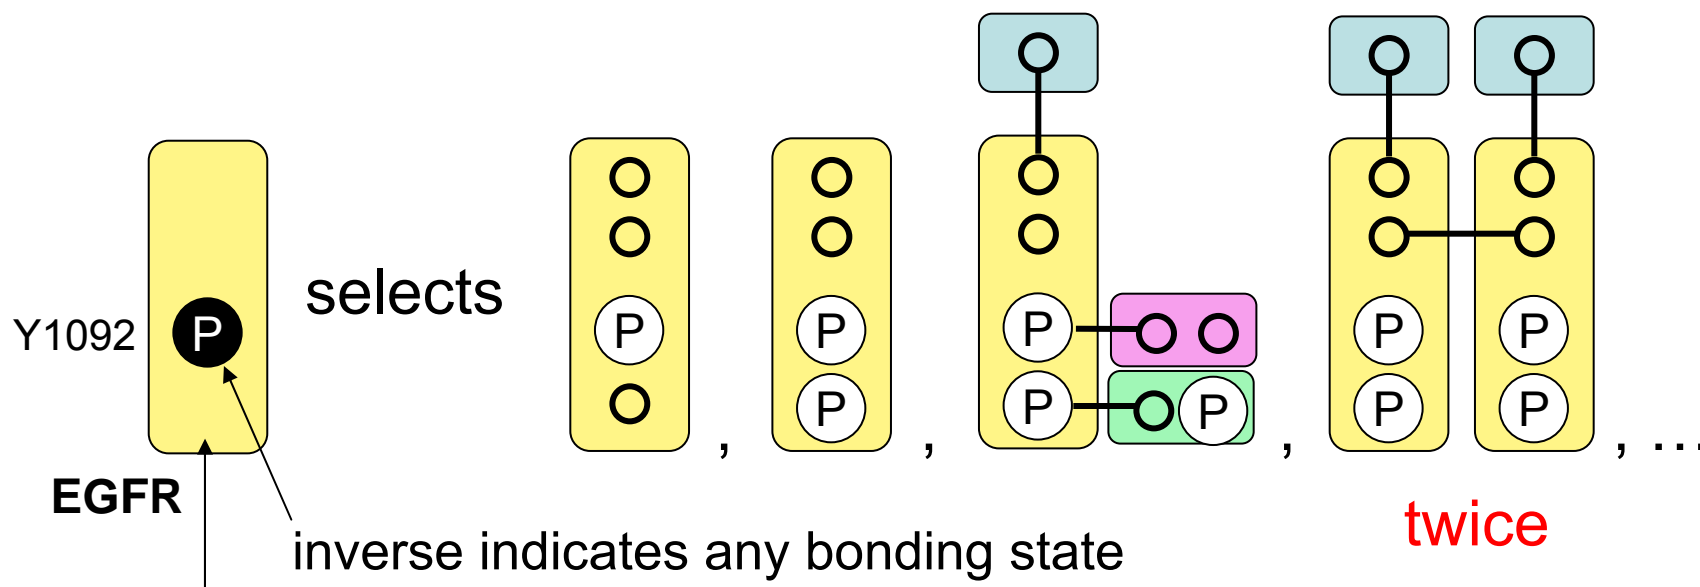 selects
Y1092
P
P
P
P
P
P
P
P
P
P
P
, , , , ...
EGFR
twice
inverse indicates any bonding state